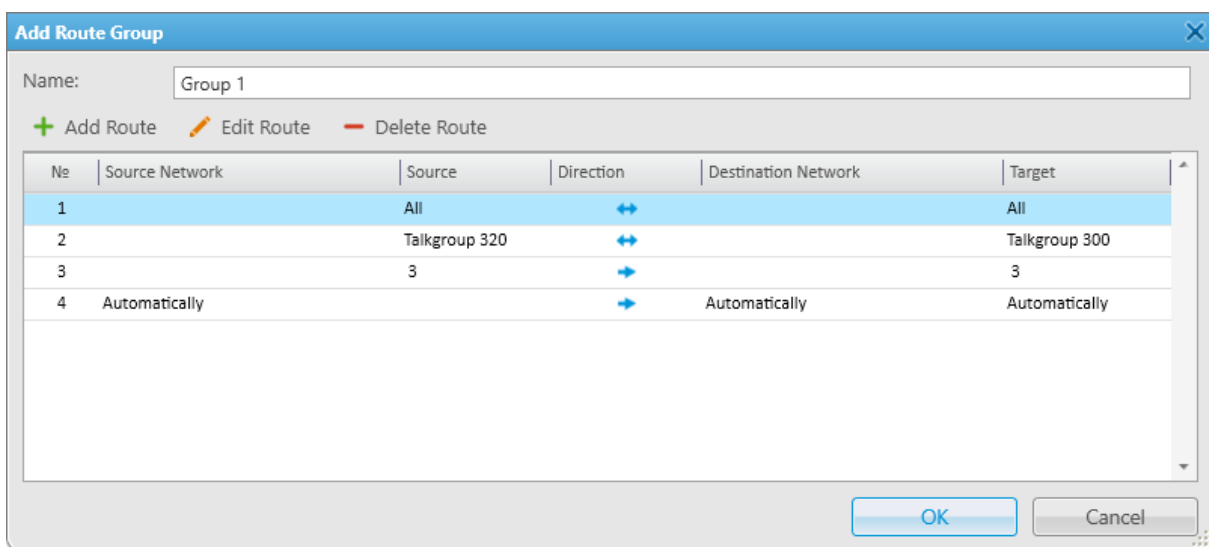 Add Route Group
Name: Group 1
Add Route Edit Route Delete Route
№ Source Network Source Direction Destination Network Target
1 All All
2 Talkgroup 320 Talkgroup 300
3 3 3
4 Automatically Automatically Automatically
OK Cancel